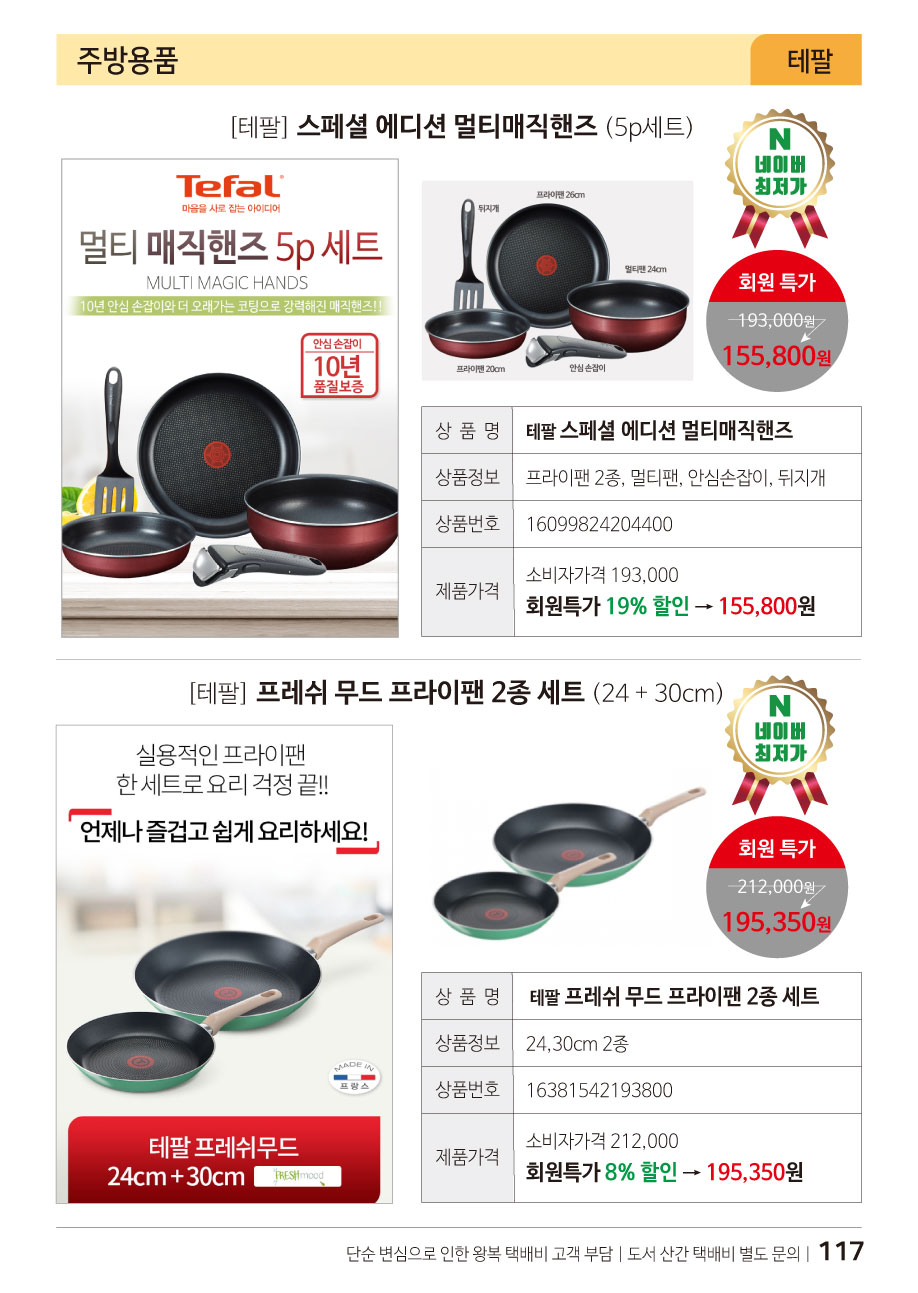 주방용품
테팔
[테팔] 스페셜 에디션 멀티매직핸즈 (5p세트)
N
네이버
최저가
Tefal
마음을 사로 잡는 아이디어
멀티 매직핸즈 5p 세트
MULTI MAGIC HANDS
10년 안심 손잡이와 더 오래가는 코팅으로 강력해진 매직핸즈!!
안심 손잡이
10년
품질보증
뒤지개
프라이팬 26cm
멀티팬 24cm
프라이팬 20cm
안심 손잡이
회원 특가
193,000원
155,800원
상 품 명
테팔 스페셜 에디션 멀티매직핸즈
상품정보
프라이팬 2종, 멀티팬, 안심손잡이, 뒤지개
상품번호
16099824204400
제품가격
소비자가격 193,000
회원특가 19% 할인 → 155,800원
[테팔] 프레쉬 무드 프라이팬 2종 세트 (24 + 30cm)
N
네이버
최저가
실용적인 프라이팬
한 세트로 요리 걱정 끝!!
언제나 즐겁고 쉽게 요리하세요!
MADE IN
프랑스
테팔 프레쉬무드
24cm + 30cm
FRESHmood
회원 특가
212,000원
195,350원
상 품 명
테팔 프레쉬 무드 프라이팬 2종 세트
상품정보
24,30cm 2종
상품번호
16381542193800
제품가격
소비자가격 212,000
회원특가 8% 할인 → 195,350원
단순 변심으로 인한 왕복 택배비 고객 부담 | 도서 산간 택배비 별도 문의 | 117